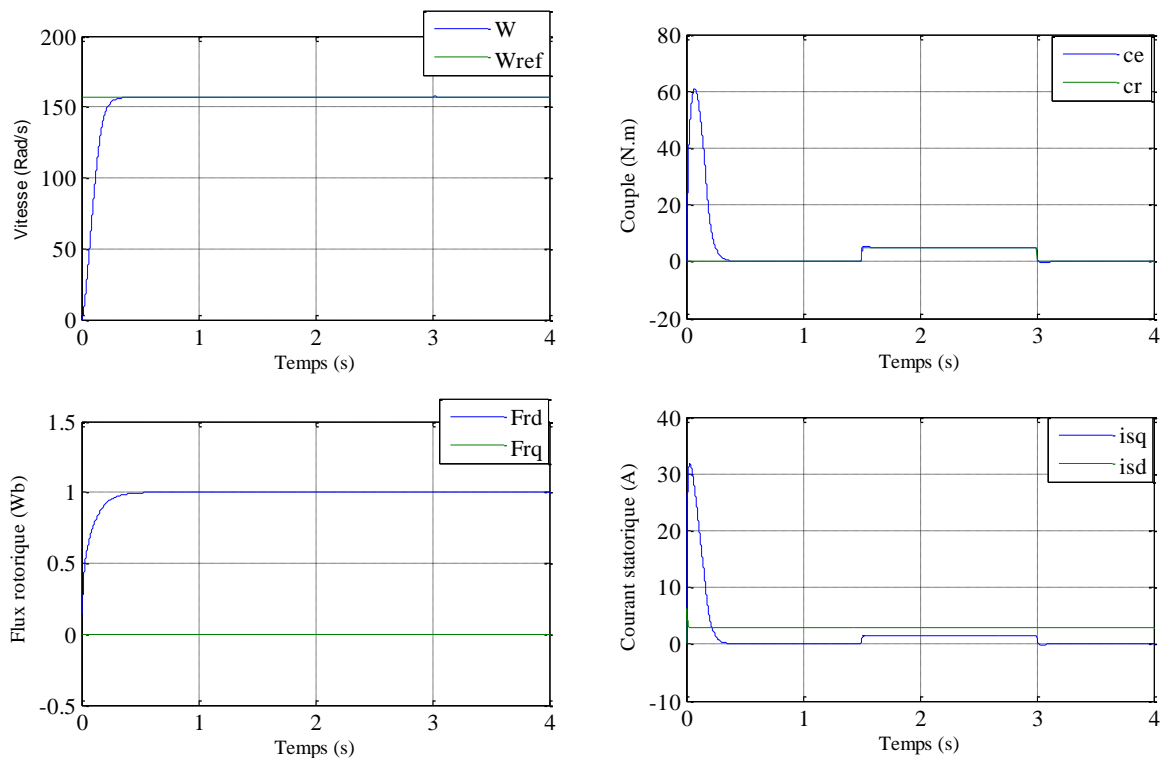 W
Wref
200
150
100
50
0
Vitesse (Rad/s)
0 1 2 3 4
Temps (s)
ce
cr
80
60
40
20
0
-20
Couple (N.m)
0 1 2 3 4
Temps (s)
Frd
Frq
1.5
1
0.5
0
-0.5
Flux rotorique (Wb)
0 1 2 3 4
Temps (s)
isq
isd
40
30
20
10
0
-10
Courant statorique (A)
0 1 2 3 4
Temps (s)